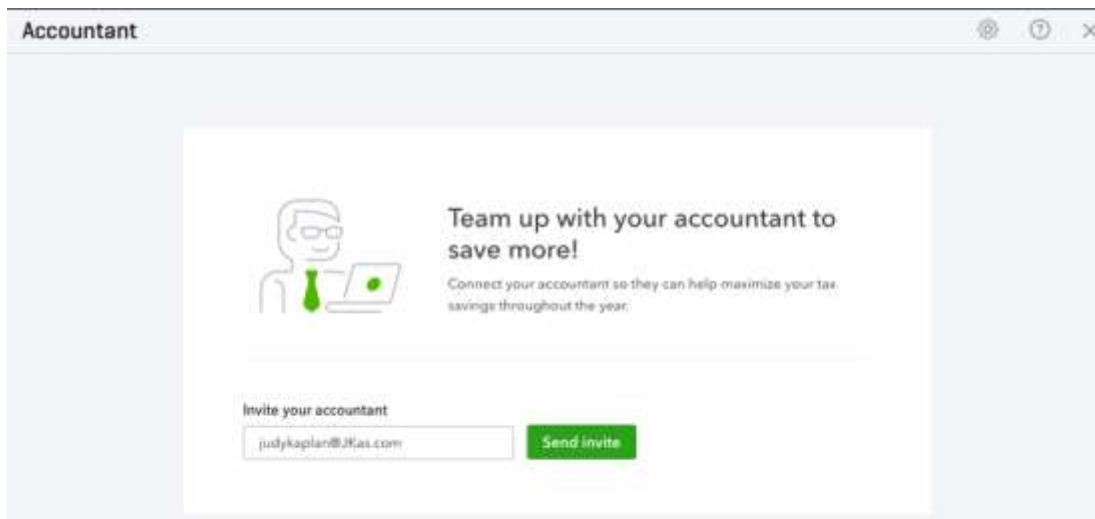 Accountant
Team up with your accountant to
save more!
Connect your accountant so they can help maximize your tax
savings throughout the year.
Invite your accountant
judykaplan@JKas.com
Send invite